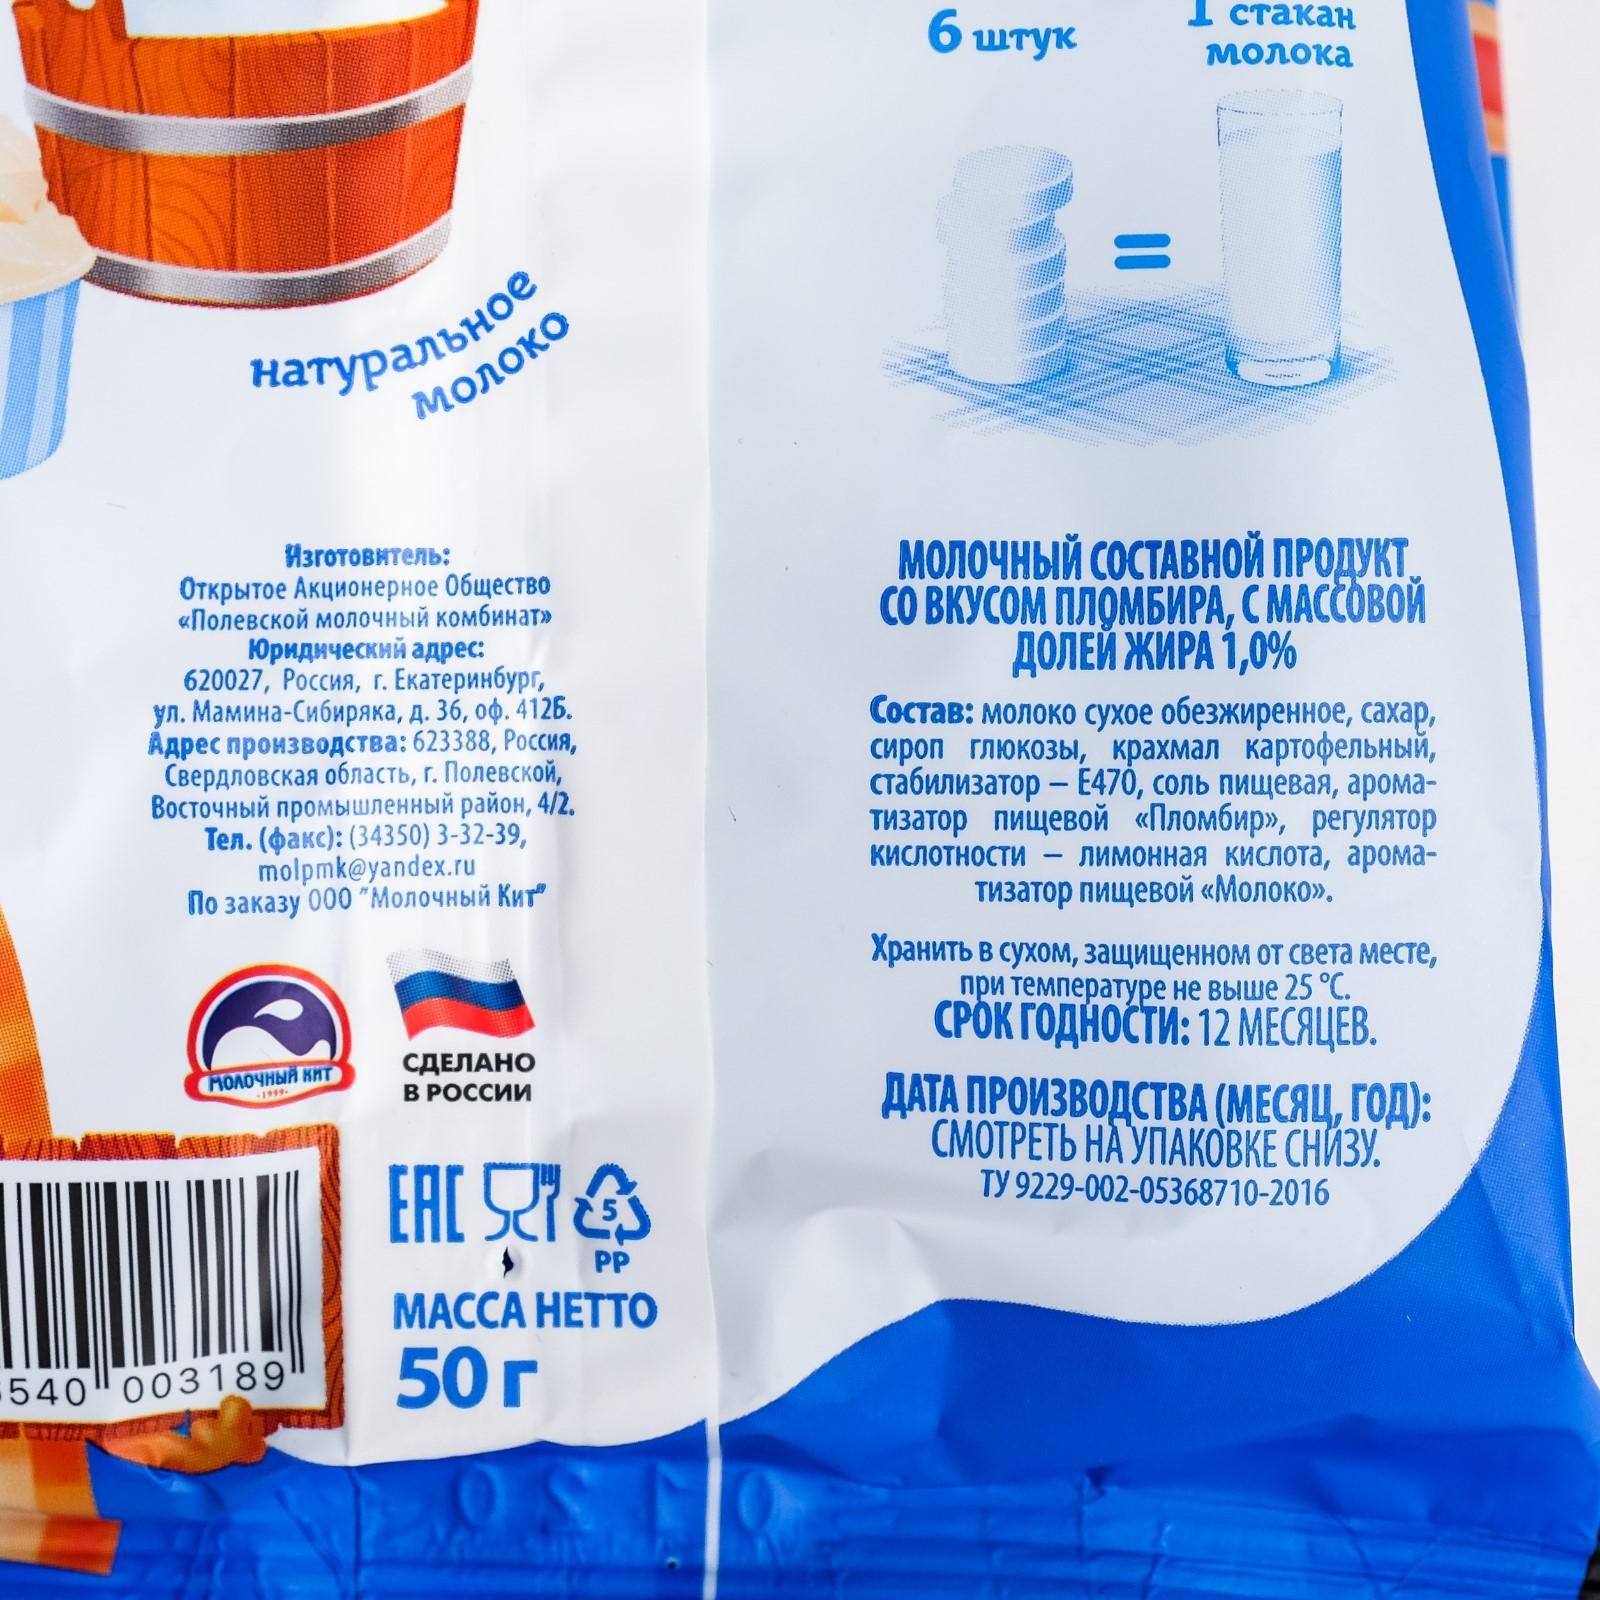 6 штук
1 стакан
молока
=
натуральное
молоко
Изготовитель:
Открытое Акционерное Общество
«Полевской молочный комбинат»
Юридический адрес:
620027, Россия, г. Екатеринбург,
ул. Мамина-Сибиряка, д. 36, оф. 412Б.
Адрес производства: 623388, Россия,
Свердловская область, г. Полевской,
Восточный промышленный район, 4/2.
Тел. (факс): (34350) 3-32-39,
molpmk@yandex.ru
По заказу ООО "Молочный Кит"
МОЛОЧНЫЙ КИТ
-1999-
СДЕЛАНО
В РОССИИ
EAC
5
PP
МАССА НЕТТО
50 г
540 003189
МОЛОЧНЫЙ СОСТАВНОЙ ПРОДУКТ
СО ВКУСОМ ПЛОМБИРА, С МАССОВОЙ
ДОЛЕЙ ЖИРА 1,0%
Состав: молоко сухое обезжиренное, сахар,
сироп глюкозы, крахмал картофельный,
стабилизатор – Е470, соль пищевая, арома-
тизатор пищевой «Пломбир», регулятор
кислотности – лимонная кислота, арома-
тизатор пищевой «Молоко».
Хранить в сухом, защищенном от света месте,
при температуре не выше 25 °С.
СРОК ГОДНОСТИ: 12 МЕСЯЦЕВ.
ДАТА ПРОИЗВОДСТВА (МЕСЯЦ, ГОД):
СМОТРЕТЬ НА УПАКОВКЕ СНИЗУ.
ТУ 9229-002-05368710-2016